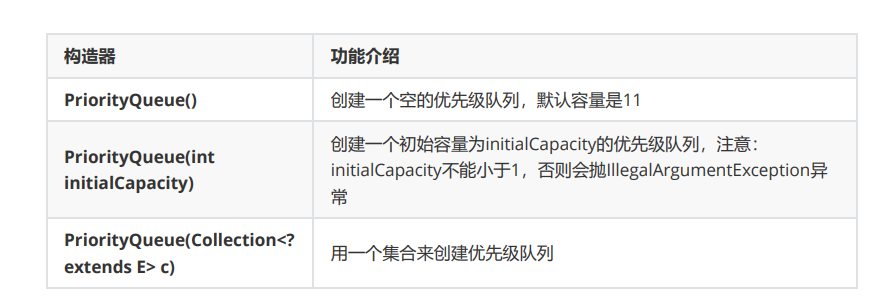 构造器 功能介绍
PriorityQueue() 创建一个空的优先级队列，默认容量是11
PriorityQueue(int
initialCapacity)
创建一个初始容量为initialCapacity的优先级队列，注意：
initialCapacity不能小于1，否则会抛IllegalArgumentException异
常
PriorityQueue(Collection<?
extends E> c)
用一个集合来创建优先级队列